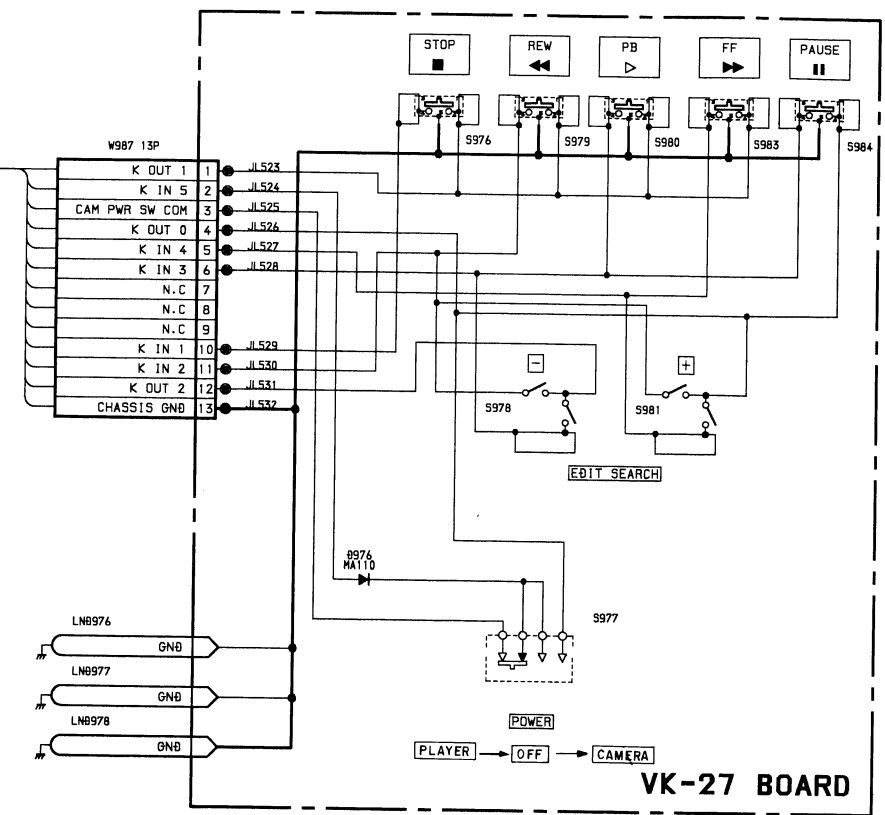 STOP
REW
PB
FF
PAUSE
S976
S979
S980
S983
S984
W987 13P
K OUT 1 1 JL523
K IN 5 2 JL524
CAM PWR SW COM 3 JL525
K OUT 0 4 JL526
K IN 4 5 JL527
K IN 3 6 JL528
N.C 7
N.C 8
N.C 9
K IN 1 10 JL529
K IN 2 11 JL530
K OUT 2 12 JL531
CHASSIS GND 13 JL532
-
+
S978
S981
EDIT SEARCH
D976
MA110
S977
LND976
GND
LND977
GND
LND978
GND
POWER
PLAYER OFF CAMERA
VK-27 BOARD